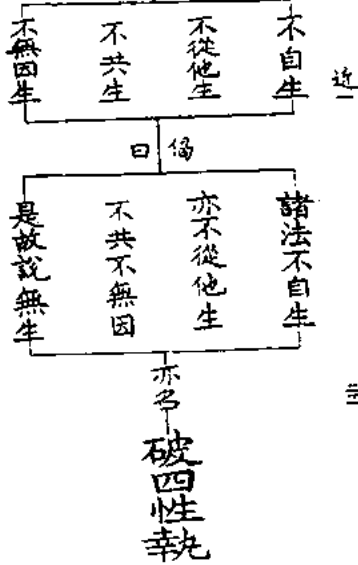 近
不自生
不從他生
不共生
不無因生
偈曰
諸法不自生
亦不從他生
不共不無因
是故說無生
亦名
破四性執